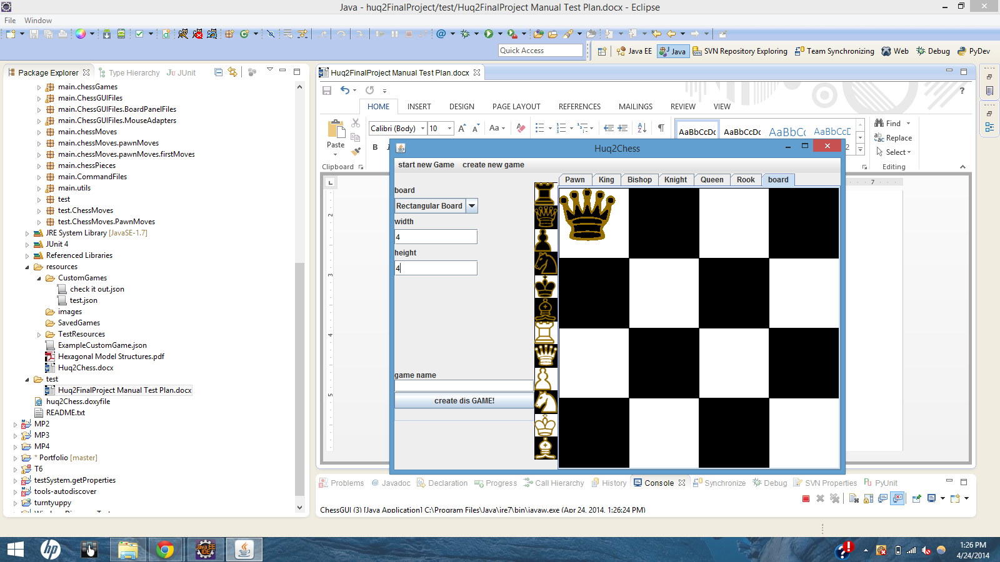 Java - huq2FinalProject/test/Huq2FinalProject Manual Test Plan.docx - Eclipse
File Window
Quick Access
Java EE
Java
SVN Repository Exploring
Team Synchronizing
Web
Debug
PyDev
Package Explorer
Type Hierarchy
JUnit
main.chessGames
main.ChessGUIFiles
main.ChessGUIFiles.BoardPanelFiles
main.ChessGUIFiles.MouseAdapters
main.chessMoves
main.chessMoves.pawnMoves
main.chessMoves.pawnMoves.firstMoves
main.chessPieces
main.CommandFiles
main.utils
test
test.ChessMoves
test.ChessMoves.PawnMoves
JRE System Library [JavaSE-1.7]
JUnit 4
Referenced Libraries
resources
CustomGames
check it out.json
test.json
images
SavedGames
TestResources
ExampleCustomGame.json
Hexagonal Model Structures.pdf
Huq2Chess.docx
test
Huq2FinalProject Manual Test Plan.docx
huq2Chess.doxyfile
README.txt
MP2
MP3
MP4
* Portfolio [master]
T6
testSystem.getProperties
tools-autodiscover
turntyuppy
Huq2FinalProject Manual Test Plan.docx
HOME INSERT DESIGN PAGE LAYOUT REFERENCES MAILINGS REVIEW VIEW
Paste
Clipboard
Calibri (Body) 10
Aa
B
AaBbCcDc AaBbCcDc AaBbCc AaBbCcC
Find
Replace
Select
Editing
7
2
3
4
5
Huq2Chess
start new Game create new game
Pawn King Bishop Knight Queen Rook board
board
Rectangular Board
width
4
height
4
game name
create dis GAME!
Problems @ Javadoc Declaration Progress Call Hierarchy History Console Synchronize Debug SVN Properties PyUnit
ChessGUI (3) [Java Application] C:\Program Files\Java\jre7\bin\javaw.exe (Apr 24, 2014, 1:26:24 PM)
hp
Java EE
IDE
1:26 PM
4/24/2014